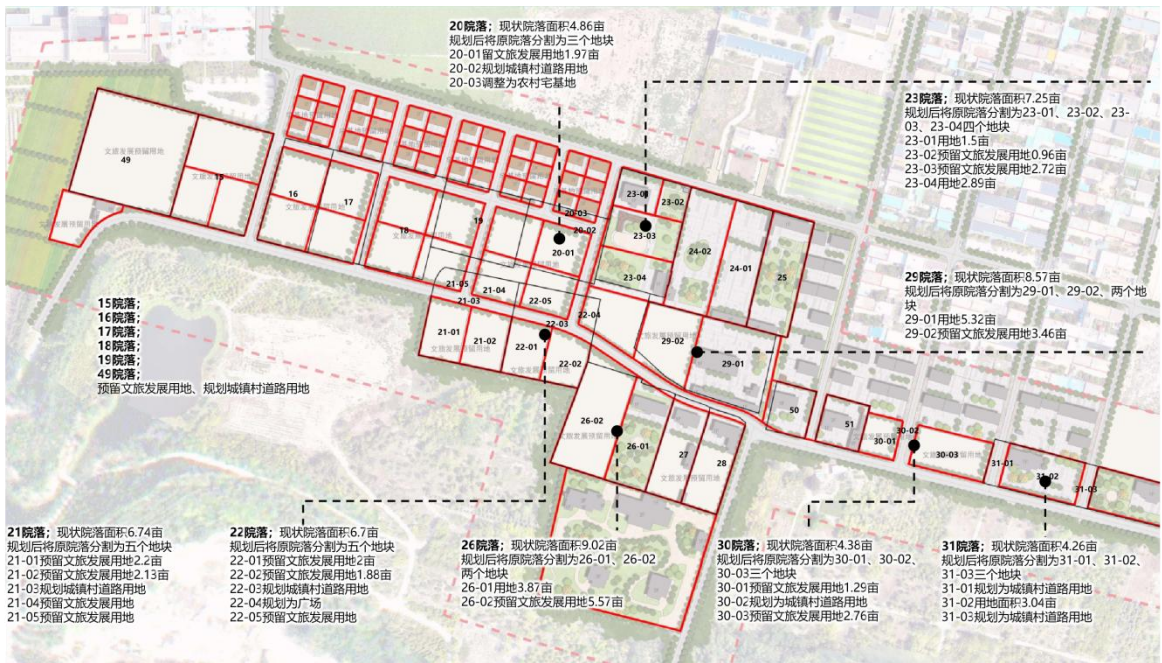 20院落；现状院落面积4.86亩
规划后将原院落分割为三个地块
20-01留文旅发展用地1.97亩
20-02规划城镇村道路用地
20-03调整为农村宅基地
23院落；现状院落面积7.25亩
规划后将原院落分割为23-01、23-02、23-
03、23-04四个地块
23-01用地1.5亩
23-02预留文旅发展用地0.96亩
23-03预留文旅发展用地2.72亩
23-04用地2.89亩
29院落；现状院落面积8.57亩
规划后将原院落分割为29-01、29-02、两个地
块
29-01用地5.32亩
29-02预留文旅发展用地3.46亩
49
文旅发展预留用地
15
16
17
18
19
20-03
20-02
20-01
23-01
23-02
23-03
23-04
24-02
24-01
25
21-05
21-04
21-03
22-05
22-04
22-03
21-01
21-02
22-01
22-02
29-02
29-01
26-02
26-01
27
28
50
51
30-01
30-02
30-03
31-01
31-02
31-03
15院落；
16院落；
17院落；
18院落；
19院落；
49院落；
预留文旅发展用地、规划城镇村道路用地
21院落；现状院落面积6.74亩
规划后将原院落分割为五个地块
21-01预留文旅发展用地2.2亩
21-02预留文旅发展用地2.13亩
21-03规划城镇村道路用地
21-04预留文旅发展用地
21-05预留文旅发展用地
22院落；现状院落面积6.7亩
规划后将原院落分割为五个地块
22-01预留文旅发展用地2亩
22-02预留文旅发展用地1.88亩
22-03规划城镇村道路用地
22-04规划为广场
22-05预留文旅发展用地
26院落；现状院落面积9.02亩
规划后将原院落分割为26-01、26-02
两个地块
26-01用地3.87亩
26-02预留文旅发展用地5.57亩
30院落；现状院落面积4.38亩
规划后将原院落分割为30-01、30-02、
30-03三个地块
30-01预留文旅发展用地1.29亩
30-02规划为城镇村道路用地
30-03预留文旅发展用地2.76亩
31院落；现状院落面积4.26亩
规划后将原院落分割为31-01、31-02、
31-03三个地块
31-01规划为城镇村道路用地
31-02用地面积3.04亩
31-03规划为城镇村道路用地